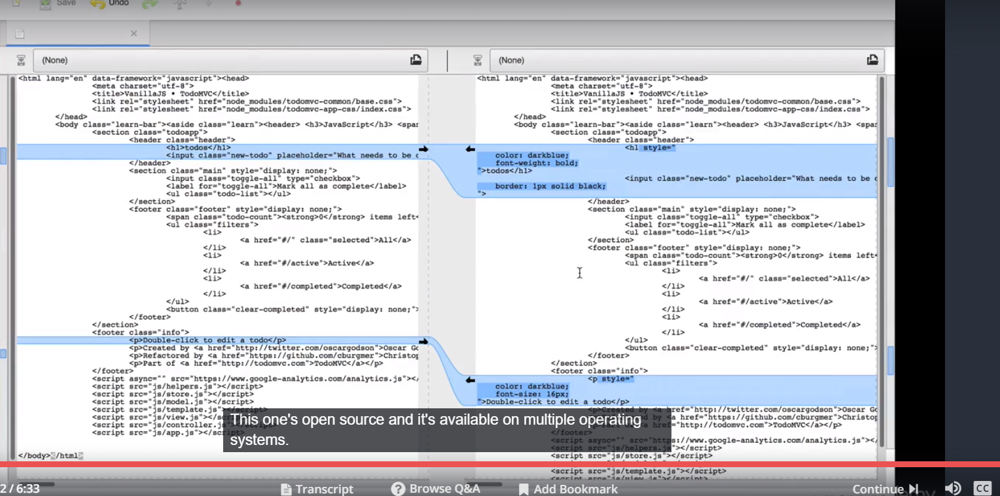 Save
Undo
(None)
(None)
<html lang="en" data-framework="javascript"><head>
<meta charset="utf-8">
<title>VanillaJS • TodoMVC</title>
<link rel="stylesheet" href="node_modules/todomvc-common/base.css">
<link rel="stylesheet" href="node_modules/todomvc-app-css/index.css">
</head>
<body class="learn-bar"><aside class="learn"><header> <h3>JavaScript</h3> <span
<section class="todoapp">
<header class="header">
<h1>todos</h1>
<input class="new-todo" placeholder="What needs to be
</header>
<section class="main" style="display: none;">
<input class="toggle-all" type="checkbox">
<label for="toggle-all">Mark all as complete</label>
<ul class="todo-list"></ul>
</section>
<footer class="footer" style="display: none;">
<span class="todo-count"><strong>0</strong> items left<
<ul class="filters">
<li>
<a href="#/" class="selected">All</a>
</li>
<li>
<a href="#/active">Active</a>
</li>
<li>
<a href="#/completed">Completed</a>
</li>
</ul>
<button class="clear-completed" style="display: none;">
</footer>
</section>
<footer class="info">
<p>Double-click to edit a todo</p>
<p>Created by <a href="http://twitter.com/oscargodson">Oscar
<p>Refactored by <a href="https://github.com/cburgmer">Christop
<p>Part of <a href="http://todomvc.com">TodoMVC</a></p>
</footer>
<script async="" src="https://www.google-analytics.com/analytics.js"></
<script src="js/helpers.js"></script>
<script src="js/store.js"></script>
<script src="js/model.js"></script>
<script src="js/template.js"></script>
<script src="js/view.js"></script>
<script src="js/controller.js"></script>
<script src="js/app.js"></script>
</body></html>
<html lang="en" data-framework="javascript"><head>
<meta charset="utf-8">
<title>VanillaJS • TodoMVC</title>
<link rel="stylesheet" href="node_modules/todomvc-common/base.css">
<link rel="stylesheet" href="node_modules/todomvc-app-css/index.css">
</head>
<body class="learn-bar"><aside class="learn"><header> <h3>JavaScript</h3> <span
<section class="todoapp">
<header class="header">
<h1 style="
color: darkblue;
font-weight: bold;
">todos</h1>
<input class="new-todo" placeholder="What needs to be
border: 1px solid black;
">
</header>
<section class="main" style="display: none;">
<input class="toggle-all" type="checkbox">
<label for="toggle-all">Mark all as complete</label>
<ul class="todo-list"></ul>
</section>
<footer class="footer" style="display: none;">
<span class="todo-count"><strong>0</strong> items left<
<ul class="filters">
<li>
<a href="#/" class="selected">All</a>
</li>
<li>
<a href="#/active">Active</a>
</li>
<li>
<a href="#/completed">Completed</a>
</li>
</ul>
<button class="clear-completed" style="display: none;">
</footer>
</section>
<footer class="info">
<p style="
color: darkblue;
font-size: 16px;
">Double-click to edit a todo</p>
<p>Created by <a href="http://twitter.com/oscargodson">Oscar
by <a href="https://github.com/cburgmer">Christop
<a href="http://todomvc.com">TodoMVC</a></p>
</footer>
<script async="" src="https://www.google-analytics.com/analytics.js"></
<script src="js/helpers.js"></script>
<script src="js/store.js"></script>
<script src="js/template.js"></script>
This one's open source and it's available on multiple operating
systems.
2 / 6:33
Transcript
Browse Q&A
Add Bookmark
Continue
CC